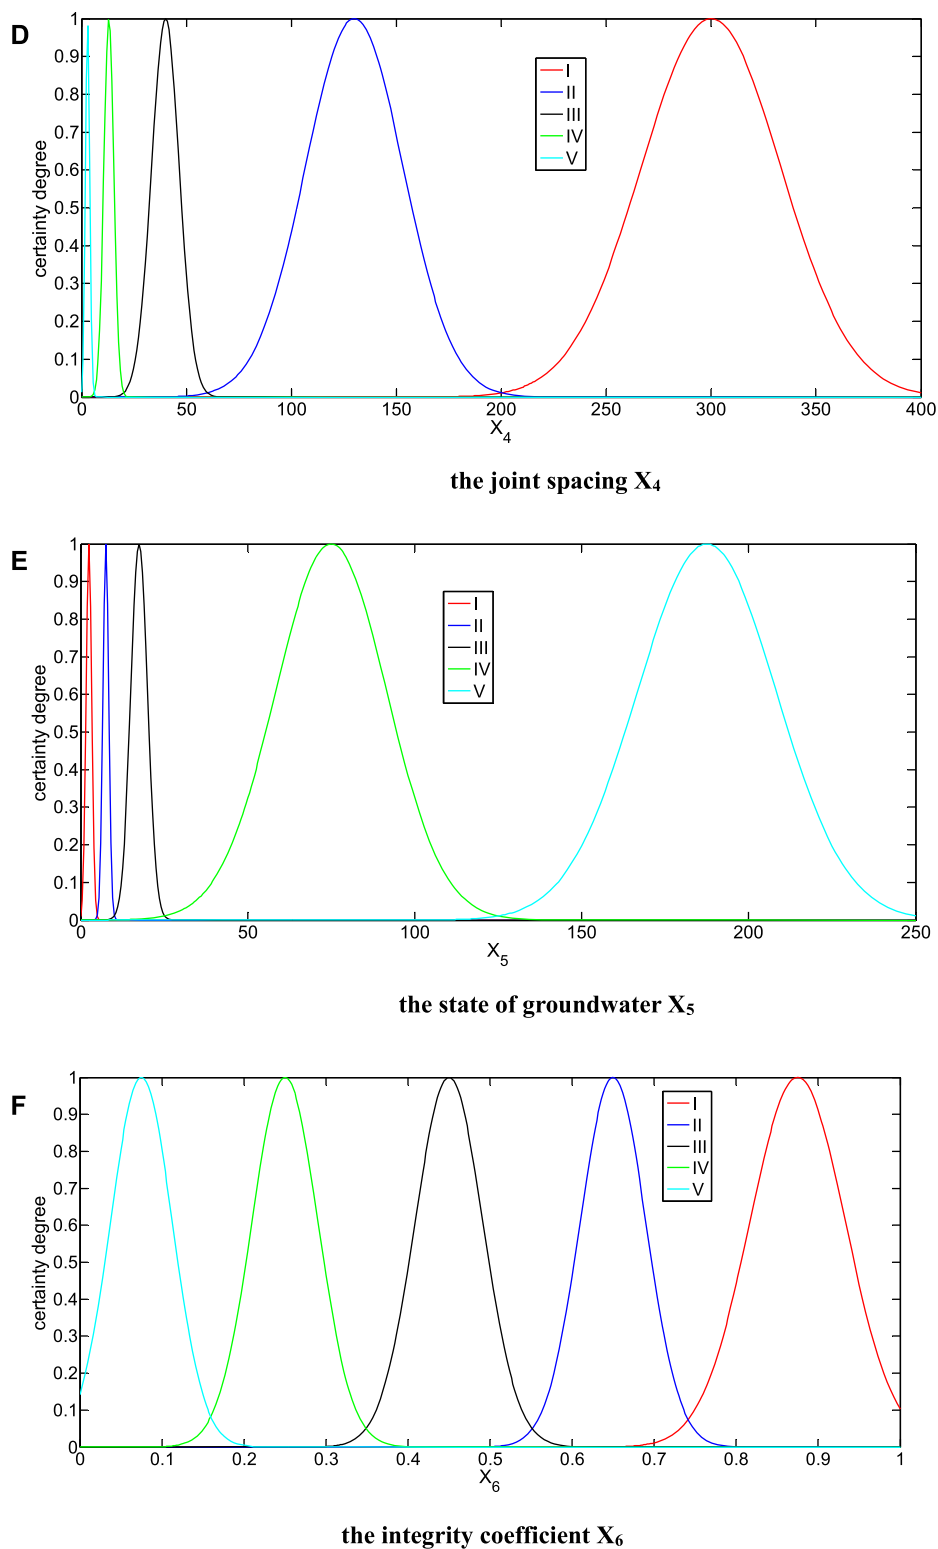 D
1
0.9
0.8
0.7
0.6
0.5
0.4
0.3
0.2
0.1
0
certainty degree
I
II
III
IV
V
0 50 100 150 200 250 300 350 400
X4
the joint spacing X4
E
1
0.9
0.8
0.7
0.6
0.5
0.4
0.3
0.2
0.1
0
certainty degree
I
II
III
IV
V
0 50 100 150 200 250
X5
the state of groundwater X5
F
1
0.9
0.8
0.7
0.6
0.5
0.4
0.3
0.2
0.1
0
certainty degree
I
II
III
IV
V
0 0.1 0.2 0.3 0.4 0.5 0.6 0.7 0.8 0.9 1
X6
the integrity coefficient X6